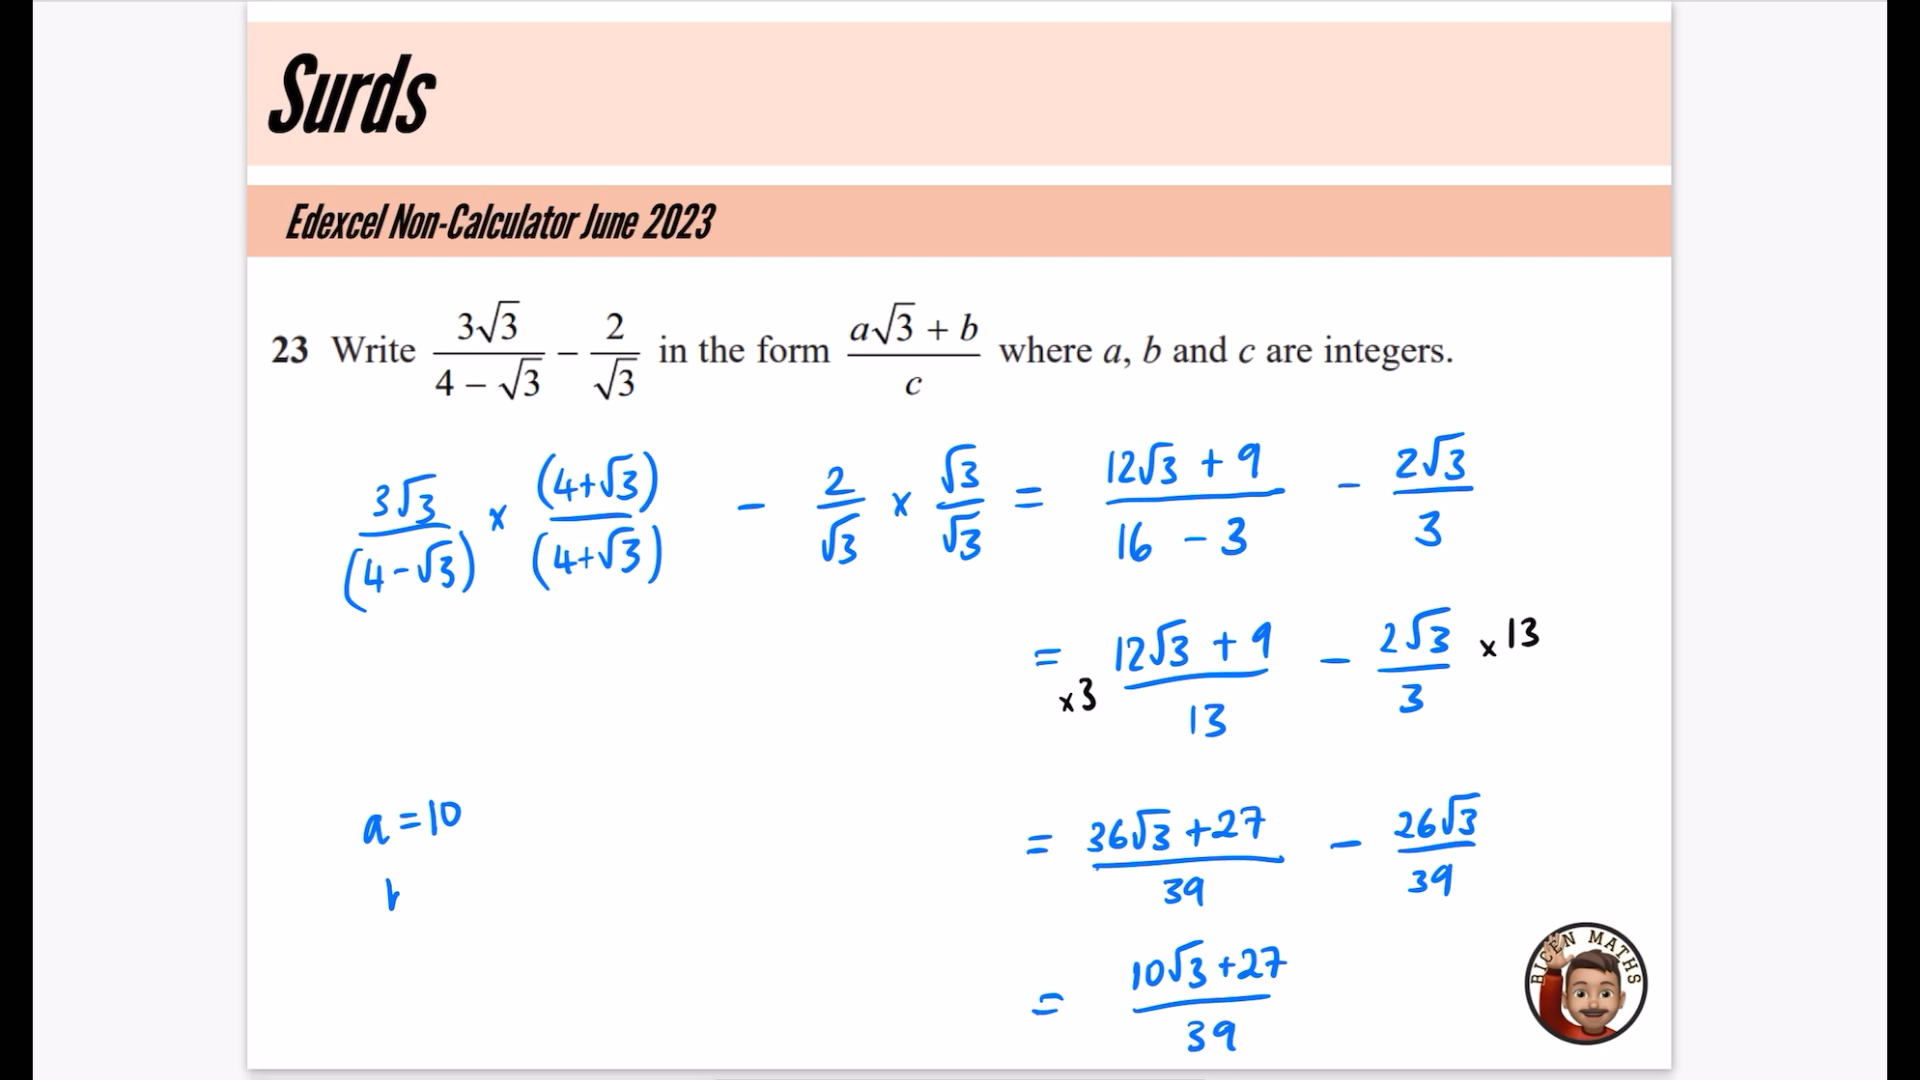 Surds
Edexcel Non-Calculator June 2023
23 Write 3√3/(4 − √3) − 2/√3 in the form (a√3 + b)/c where a, b and c are integers.
3√3/(4-√3) × (4+√3)/(4+√3) − 2/√3 × √3/√3 = (12√3 + 9)/(16 − 3) − 2√3/3
= ×3 (12√3 + 9)/13 − 2√3/3 ×13
a = 10
= (36√3 + 27)/39 − 26√3/39
= (10√3 + 27)/39
BICEN MATHS